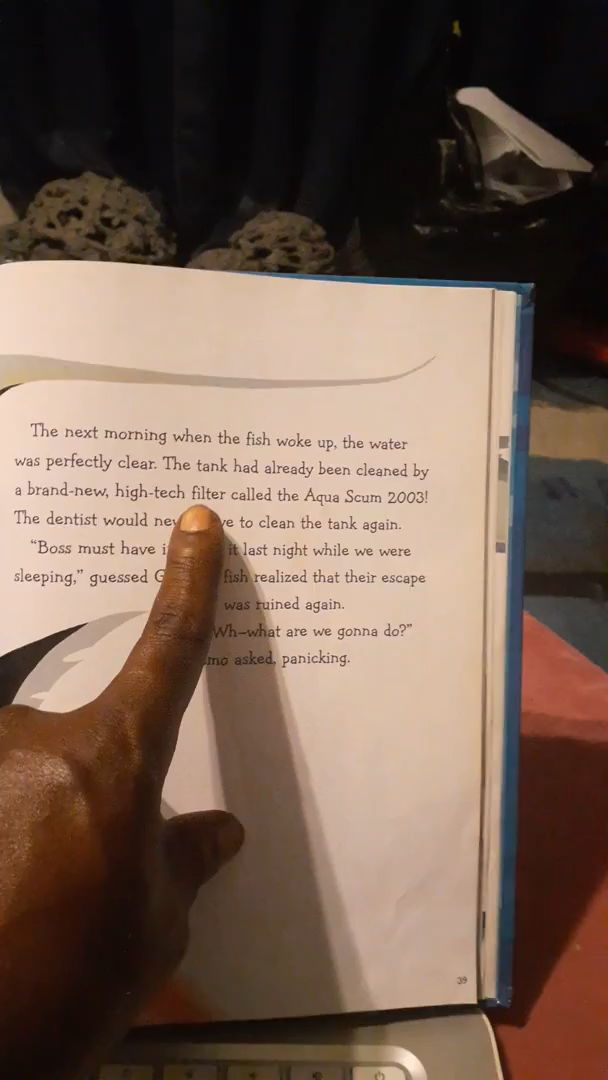 The next morning when the fish woke up, the water
was perfectly clear. The tank had already been cleaned by
a brand-new, high-tech filter called the Aqua Scum 2003!
The dentist would to clean the tank again.
“Boss must have it last night while we were
sleeping,” guessed fish realized that their escape
was ruined again.
Wh–what are we gonna do?”
asked, panicking.
39